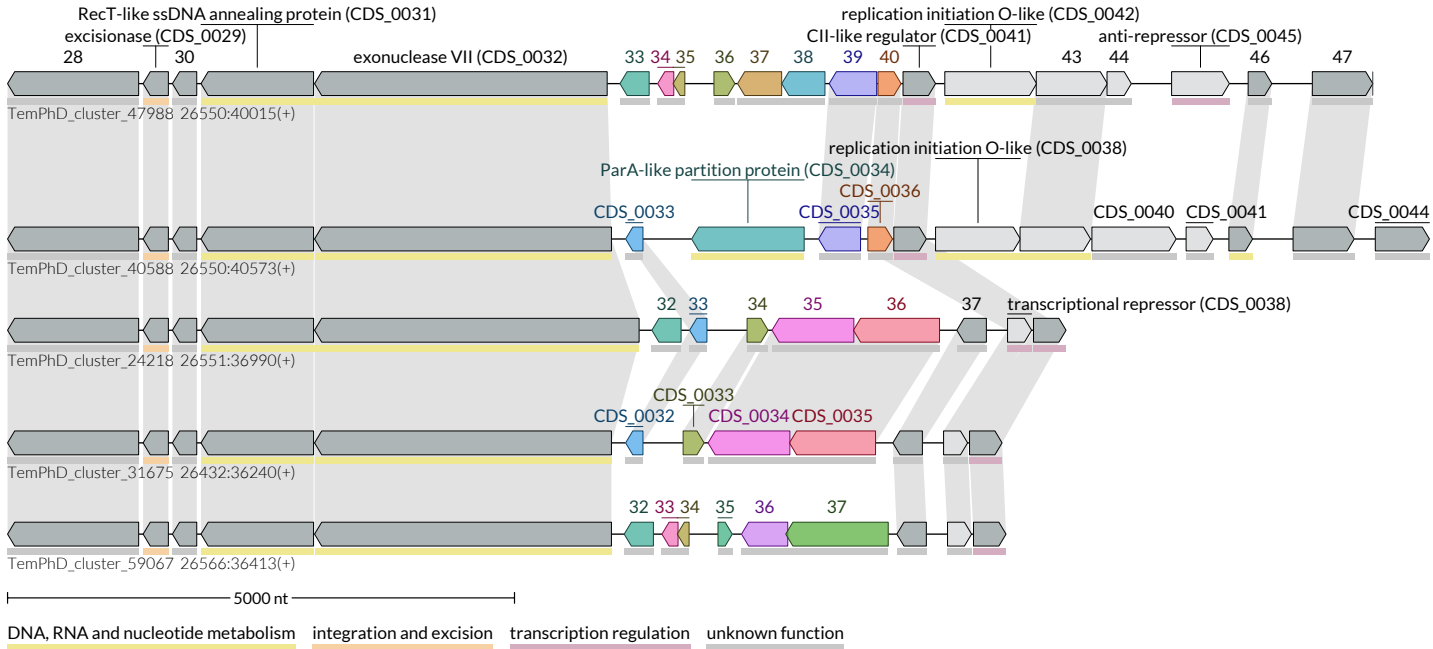 RecT-like ssDNA annealing protein (CDS_0031) replication initiation O-like (CDS_0042)
excisionase (CDS_0029) CII-like regulator (CDS_0041) anti-repressor (CDS_0045)
28 30 exonuclease VII (CDS_0032) 33 34 35 36 37 38 39 40 43 44 46 47
TemPhD_cluster_47988 26550:40015(+)
replication initiation O-like (CDS_0038)
ParA-like partition protein (CDS_0034)
CDS_0036
CDS_0033 CDS_0035 CDS_0040 CDS_0041 CDS_0044
TemPhD_cluster_40588 26550:40573(+)
32 33 34 35 36 37 transcriptional repressor (CDS_0038)
TemPhD_cluster_24218 26551:36990(+)
CDS_0033
CDS_0032 CDS_0034 CDS_0035
TemPhD_cluster_31675 26432:36240(+)
32 33 34 35 36 37
TemPhD_cluster_59067 26566:36413(+)
5000 nt
DNA, RNA and nucleotide metabolism integration and excision transcription regulation unknown function